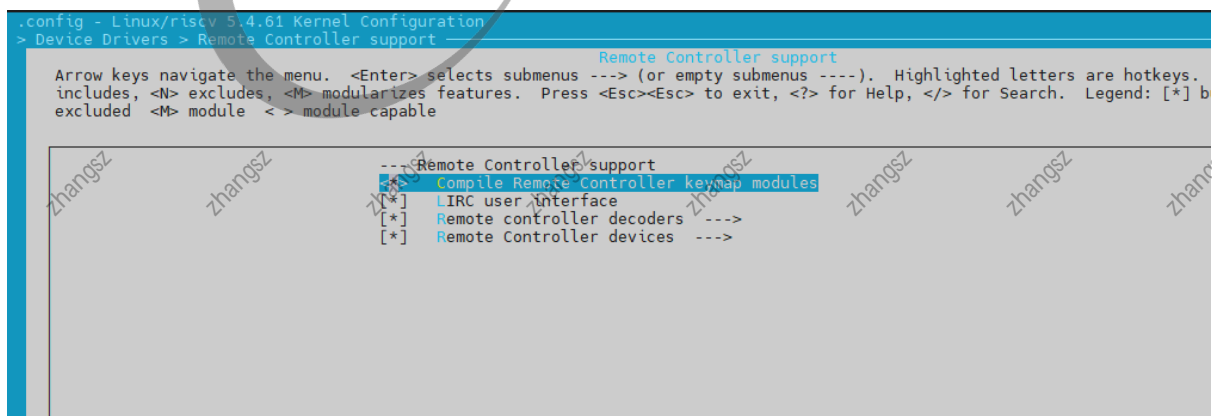 .config - Linux/riscv 5.4.61 Kernel Configuration
> Device Drivers > Remote Controller support
Remote Controller support
Arrow keys navigate the menu. <Enter> selects submenus ---> (or empty submenus ----). Highlighted letters are hotkeys.
includes, <N> excludes, <M> modularizes features. Press <Esc><Esc> to exit, <?> for Help, </> for Search. Legend: [*] b
excluded <M> module < > module capable
--- Remote Controller support
<*> Compile Remote Controller keymap modules
[*] LIRC user interface
[*] Remote controller decoders --->
[*] Remote Controller devices --->
zhangsz zhangsz zhangsz zhangsz zhangsz zhangsz zhangsz zhang